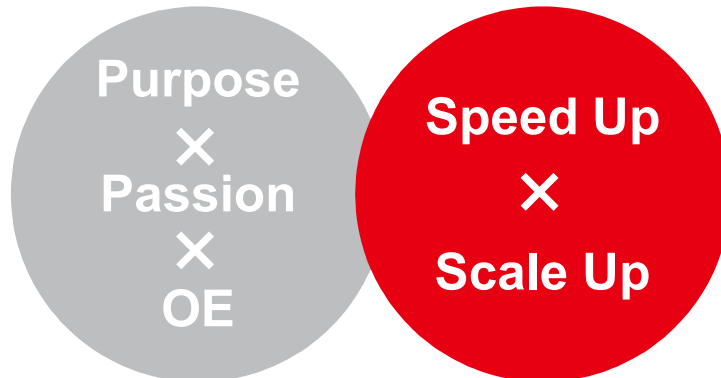 Purpose
×
Passion
×
OE
Speed Up
×
Scale Up